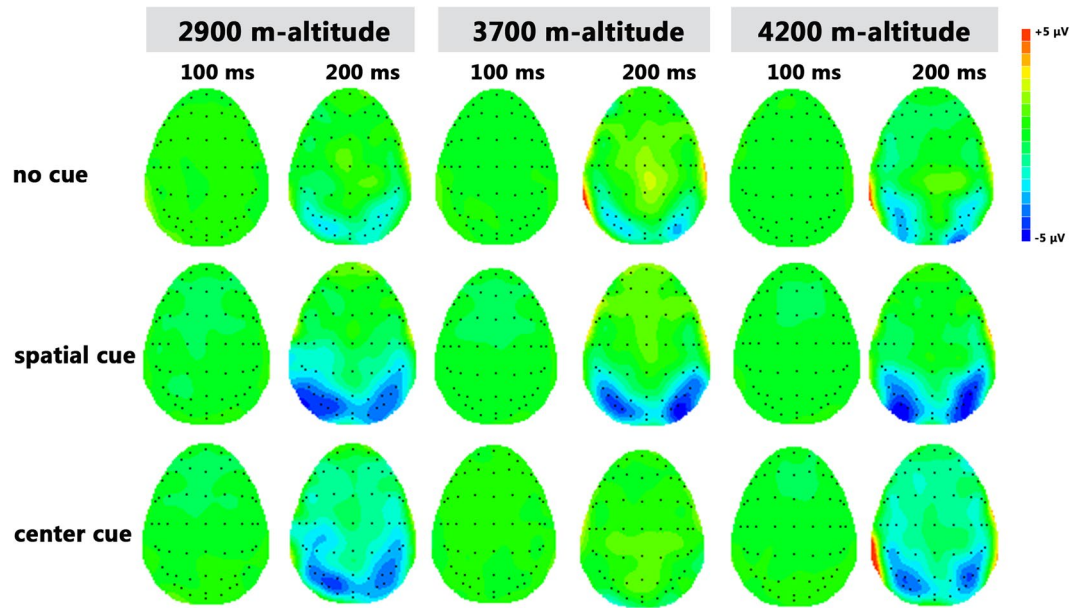 2900 m-altitude 3700 m-altitude 4200 m-altitude
100 ms 200 ms 100 ms 200 ms 100 ms 200 ms
+5 µV
no cue
-5 µV
spatial cue
center cue